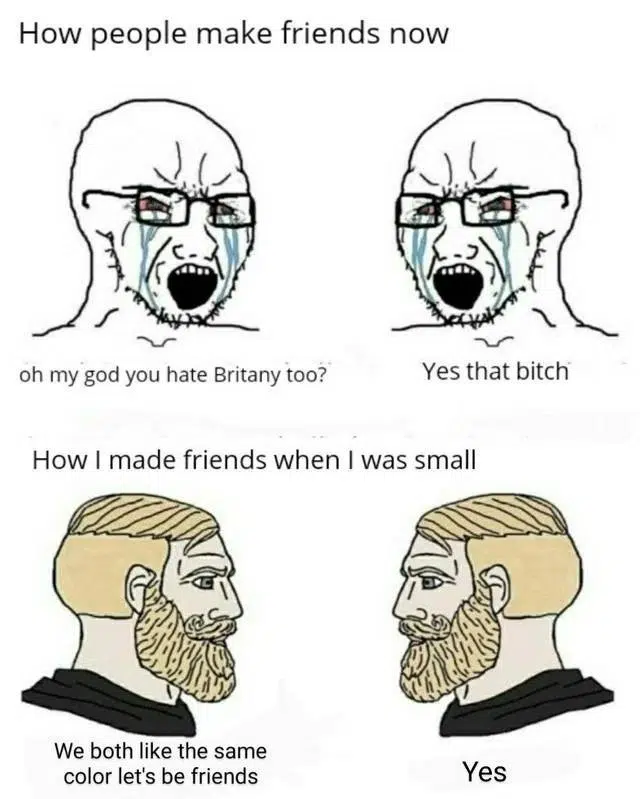 How people make friends now
oh my god you hate Britany too?
Yes that bitch
How I made friends when I was small
We both like the same
color let's be friends
Yes